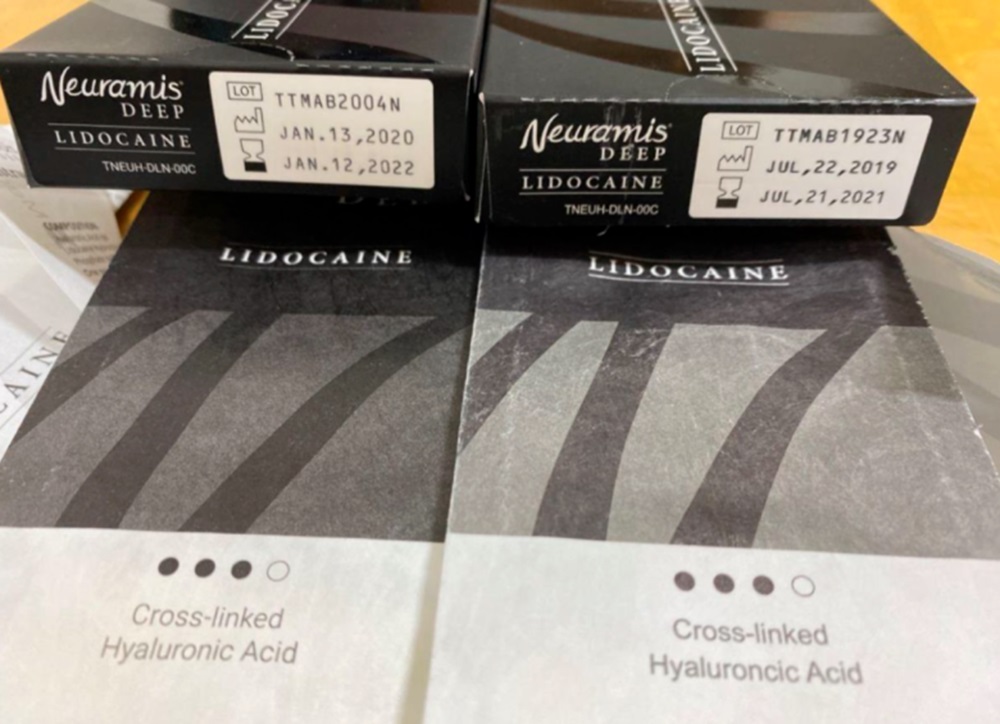 LIDOC
Neuramis
DEEP
LIDOCAINE
TNEUH-DLN-00C
LOT TTMAB2004N
JAN.13,2020
JAN.12,2022
LIDOCAINE
Neuramis
DEEP
LIDOCAINE
TNEUH-DLN-00C
LOT TTMAB1923N
JUL,22,2019
JUL,21,2021
COMPOSITION
LIDOCAINE
Cross-linked
Hyaluronic Acid
LIDOCAINE
Cross-linked
Hyaluroncic Acid